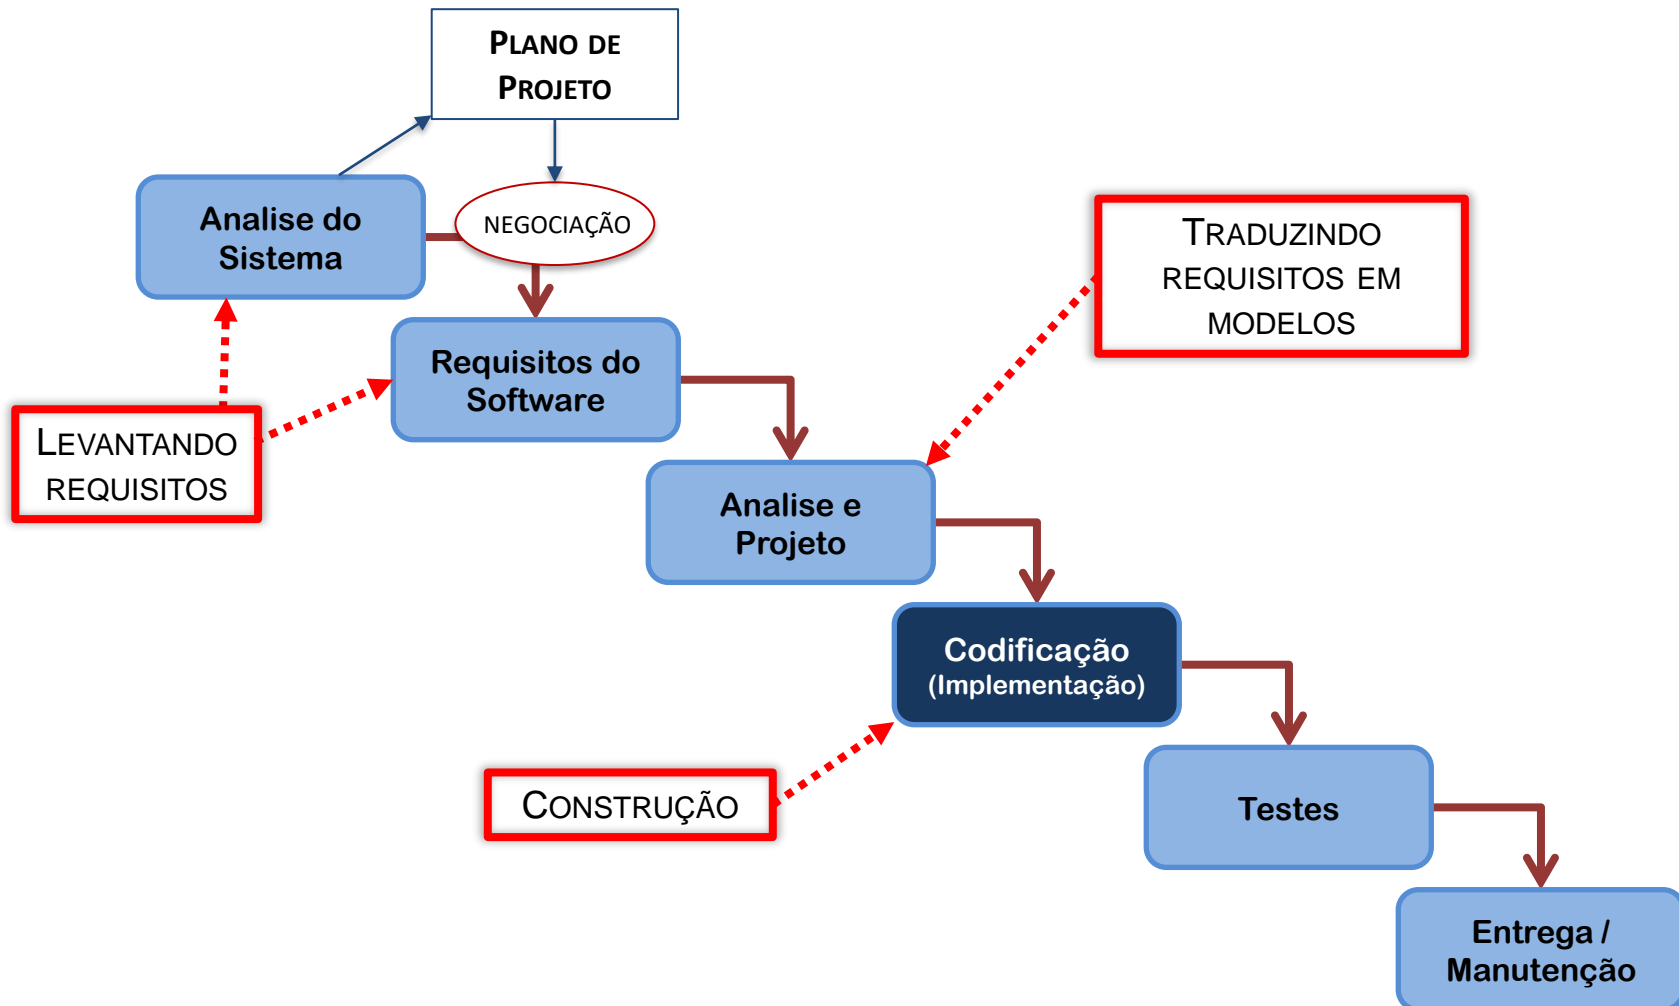 PLANO DE
PROJETO
Analise do
Sistema
NEGOCIAÇÃO
TRADUZINDO
REQUISITOS EM
MODELOS
Requisitos do
Software
LEVANTANDO
REQUISITOS
Analise e
Projeto
Codificação
(Implementação)
CONSTRUÇÃO
Testes
Entrega /
Manutenção